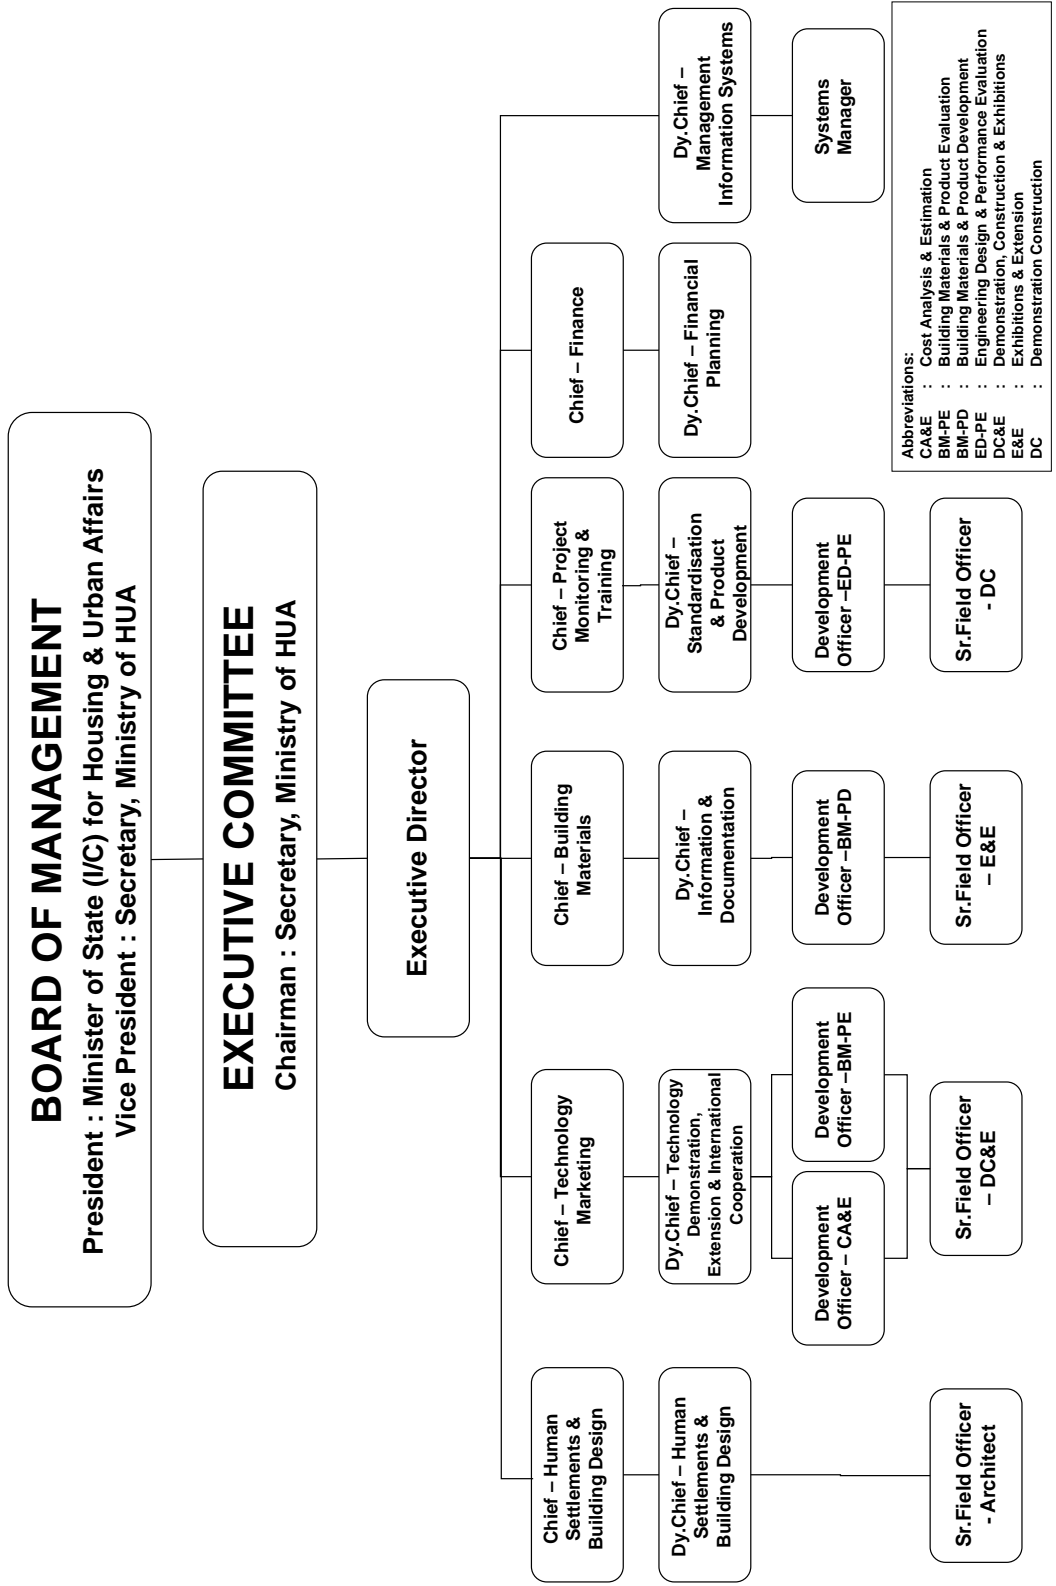 BOARD OF MANAGEMENT
President : Minister of State (I/C) for Housing & Urban Affairs
Vice President : Secretary, Ministry of HUA
EXECUTIVE COMMITTEE
Chairman : Secretary, Ministry of HUA
Executive Director
Chief – Human
Settlements &
Building Design
Chief – Technology
Marketing
Chief – Building
Materials
Chief – Project
Monitoring &
Training
Chief – Finance
Dy.Chief – Human
Settlements &
Building Design
Dy.Chief – Technology
Demonstration,
Extension & International
Cooperation
Dy.Chief –
Information &
Documentation
Dy.Chief –
Standardisation
& Product
Development
Dy.Chief – Financial
Planning
Dy.Chief –
Management
Information Systems
Development
Officer – CA&E
Development
Officer –BM-PE
Development
Officer –BM-PD
Development
Officer –ED-PE
Systems
Manager
Sr.Field Officer
- Architect
Sr.Field Officer
– DC&E
Sr.Field Officer
– E&E
Sr.Field Officer
- DC
Abbreviations:
CA&E : Cost Analysis & Estimation
BM-PE : Building Materials & Product Evaluation
BM-PD : Building Materials & Product Development
ED-PE : Engineering Design & Performance Evaluation
DC&E : Demonstration, Construction & Exhibitions
E&E : Exhibitions & Extension
DC : Demonstration Construction